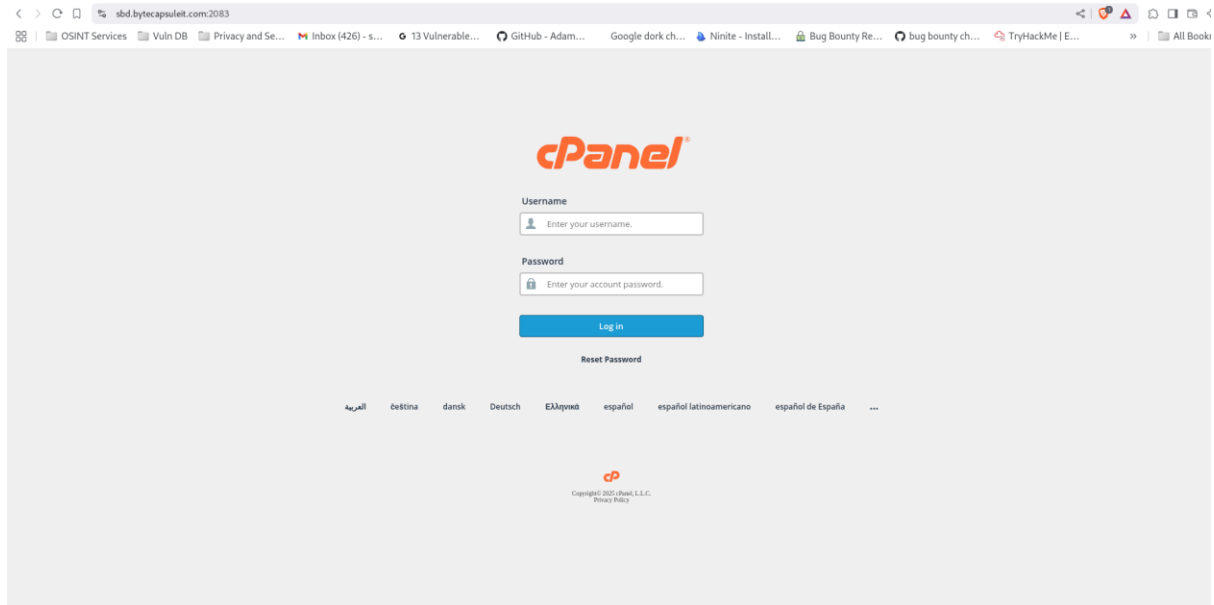 sbd.bytecapsuleit.com:2083
OSINT Services Vuln DB Privacy and Se... Inbox (426) - s... 13 Vulnerable... GitHub - Adam... Google dork ch... Ninite - Install... Bug Bounty Re... bug bounty ch... TryHackMe | E... » All Book
cPanel®
Username
Enter your username.
Password
Enter your account password.
Log in
Reset Password
العربية čeština dansk Deutsch Ελληνικά español español latinoamericano español de España ...
cP
Copyright© 2025 cPanel, L.L.C.
Privacy Policy